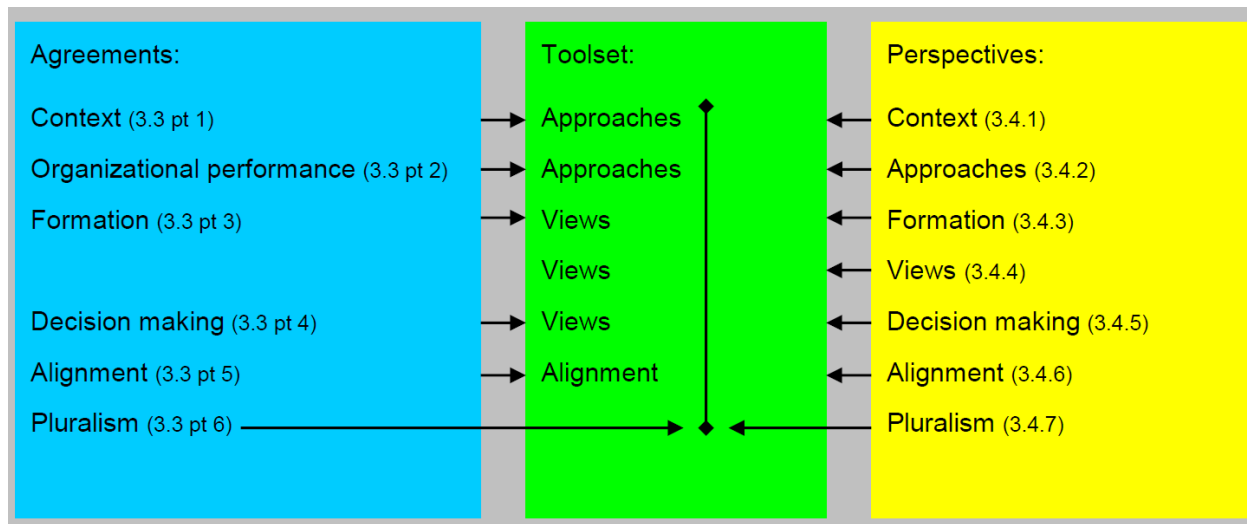 Agreements:
Context (3.3 pt 1)
Organizational performance (3.3 pt 2)
Formation (3.3 pt 3)
Decision making (3.3 pt 4)
Alignment (3.3 pt 5)
Pluralism (3.3 pt 6)
Toolset:
Approaches
Approaches
Views
Views
Views
Alignment
Perspectives:
Context (3.4.1)
Approaches (3.4.2)
Formation (3.4.3)
Views (3.4.4)
Decision making (3.4.5)
Alignment (3.4.6)
Pluralism (3.4.7)